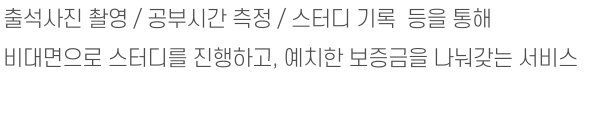 출석사진 촬영 / 공부시간 측정 / 스터디 기록 등을 통해
비대면으로 스터디를 진행하고, 예치한 보증금을 나눠갖는 서비스